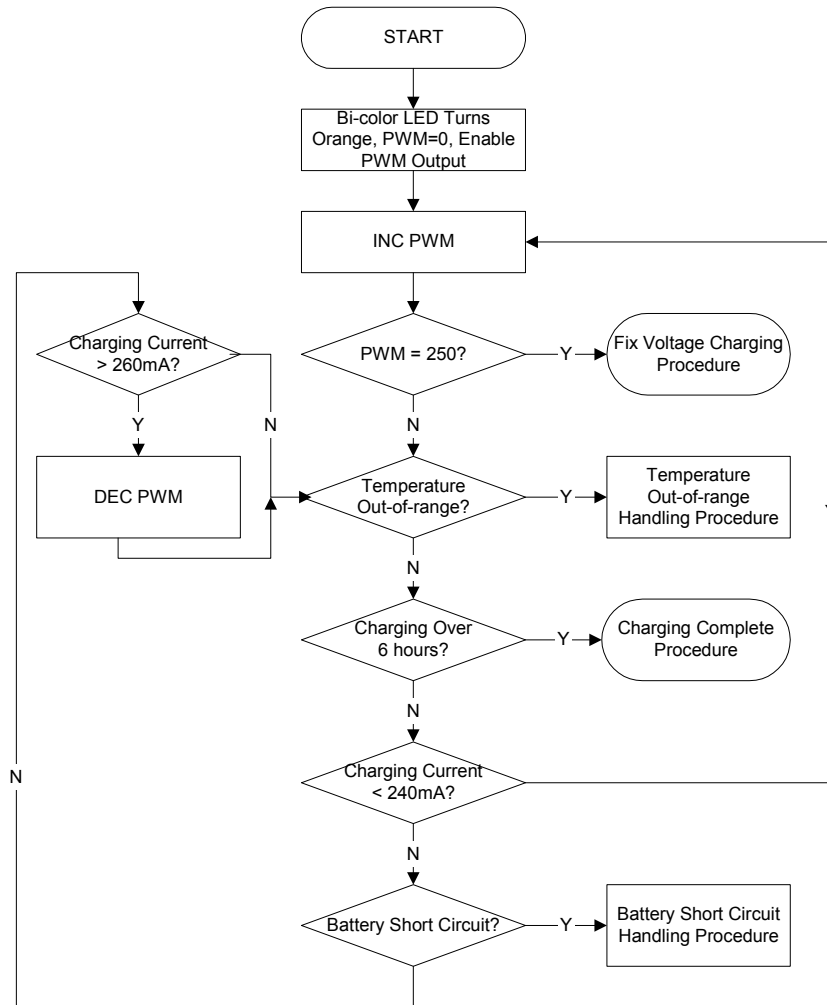 START
Bi-color LED Turns
Orange, PWM=0, Enable
PWM Output
INC PWM
Charging Current
> 260mA?
PWM = 250?
Y
Fix Voltage Charging
Procedure
Y
N
N
DEC PWM
Temperature
Out-of-range?
Y
Temperature
Out-of-range
Handling Procedure
Y
N
Charging Over
6 hours?
Y
Charging Complete
Procedure
N
Charging Current
< 240mA?
N
N
Battery Short Circuit?
Y
Battery Short Circuit
Handling Procedure